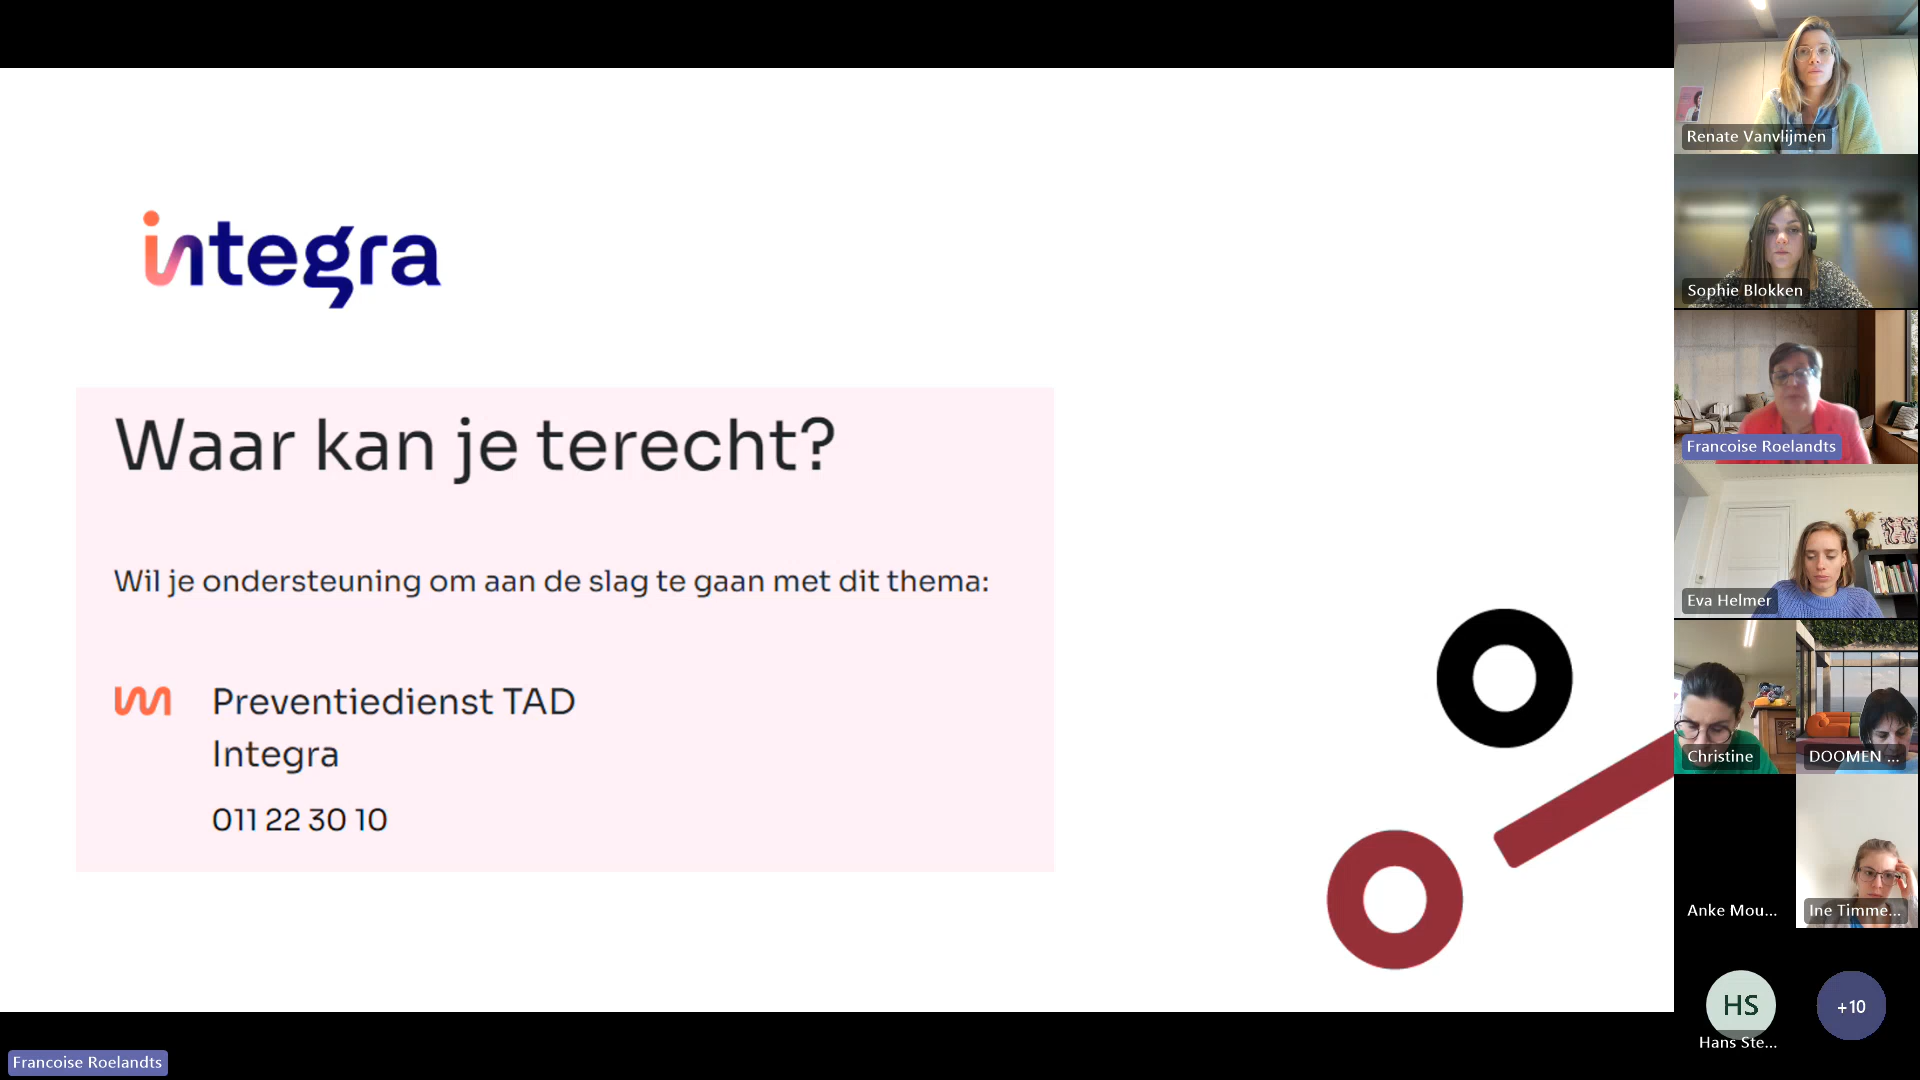 integra
Waar kan je terecht?
Wil je ondersteuning om aan de slag te gaan met dit thema:
Preventiedienst TAD
Integra
011 22 30 10
Renate Vanvlijmen
Sophie Blokken
Francoise Roelandts
Eva Helmer
Christine
DOOMEN ...
Anke Mou...
Ine Timme...
HS
Hans Ste...
+10
Francoise Roelandts